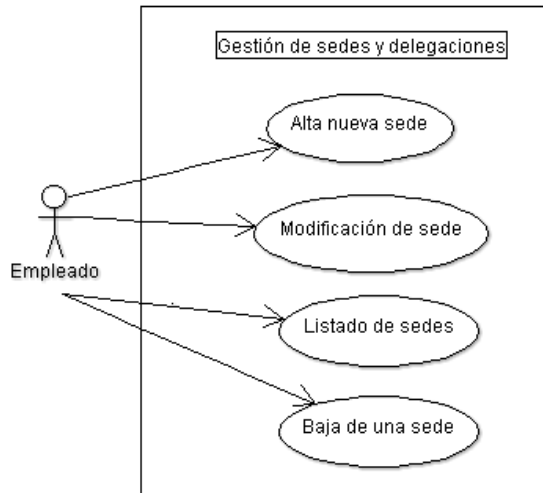 Gestión de sedes y delegaciones
Alta nueva sede
Modificación de sede
Empleado
Listado de sedes
Baja de una sede